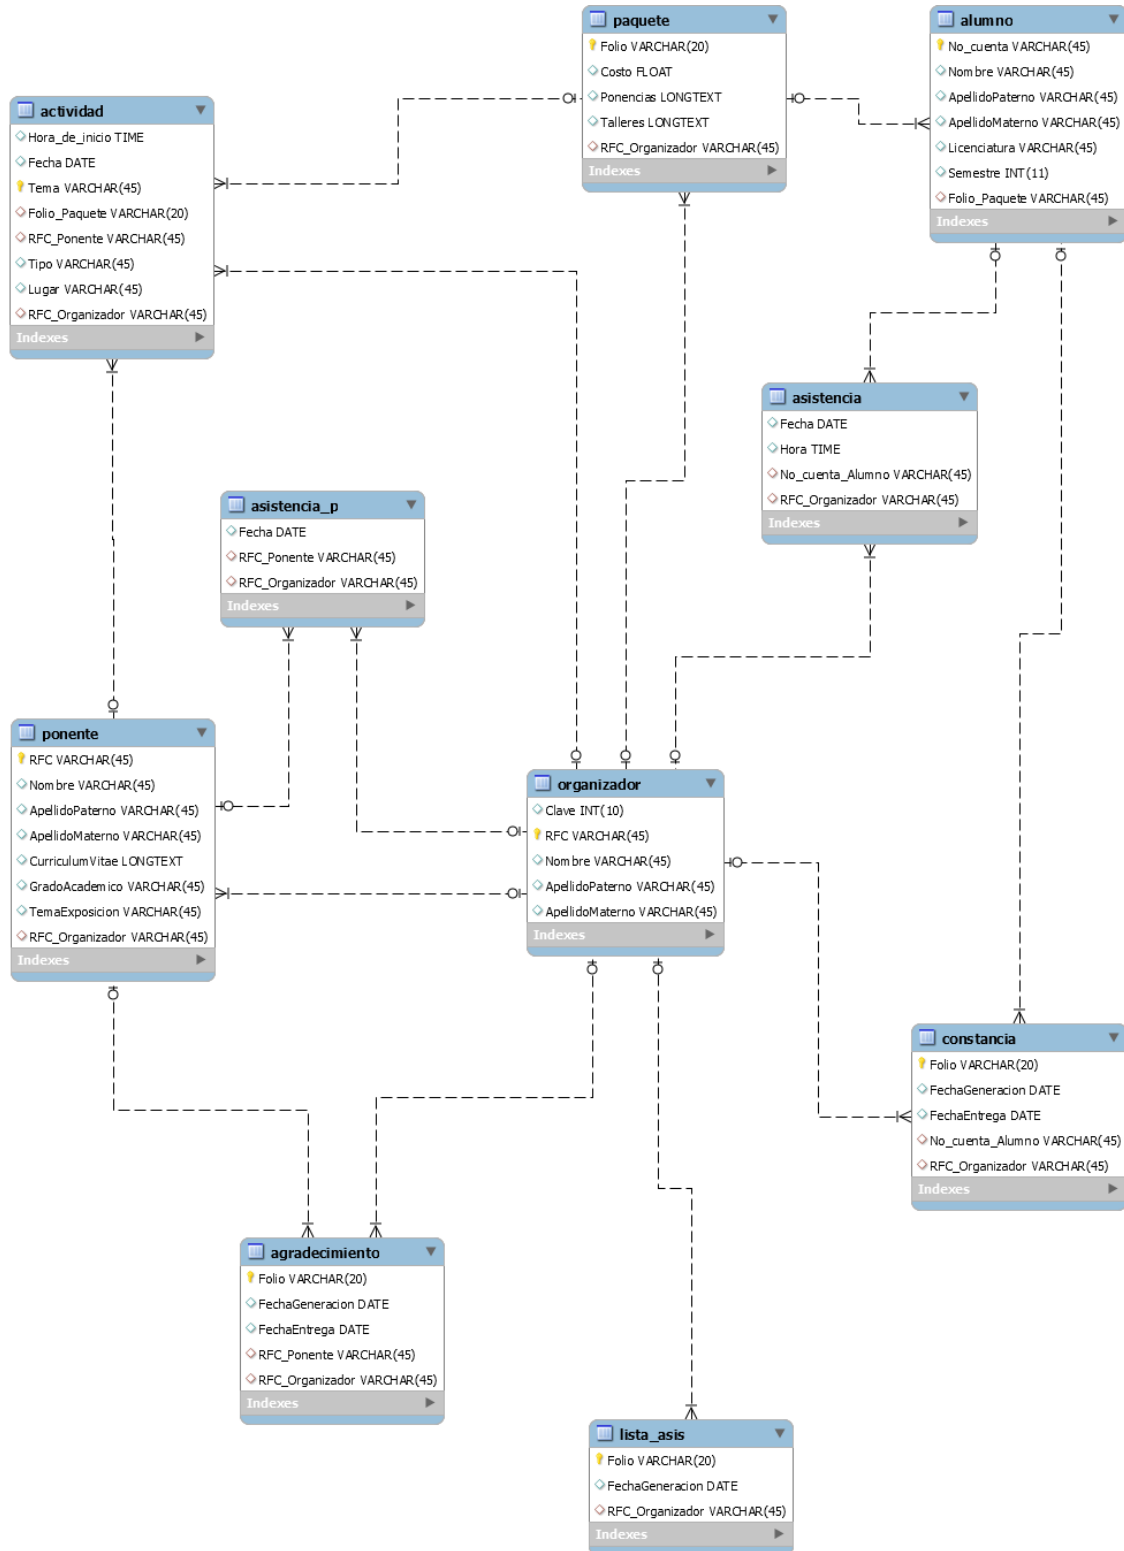 paquete
Folio VARCHAR(20)
Costo FLOAT
Ponencias LONGTEXT
Talleres LONGTEXT
RFC_Organizador VARCHAR(45)
Indexes
alumno
No_cuenta VARCHAR(45)
Nombre VARCHAR(45)
ApellidoPaterno VARCHAR(45)
ApellidoMaterno VARCHAR(45)
Licenciatura VARCHAR(45)
Semestre INT(11)
Folio_Paquete VARCHAR(45)
Indexes
actividad
Hora_de_inicio TIME
Fecha DATE
Tema VARCHAR(45)
Folio_Paquete VARCHAR(20)
RFC_Ponente VARCHAR(45)
Tipo VARCHAR(45)
Lugar VARCHAR(45)
RFC_Organizador VARCHAR(45)
Indexes
asistencia
Fecha DATE
Hora TIME
No_cuenta_Alumno VARCHAR(45)
RFC_Organizador VARCHAR(45)
Indexes
asistencia_p
Fecha DATE
RFC_Ponente VARCHAR(45)
RFC_Organizador VARCHAR(45)
Indexes
ponente
RFC VARCHAR(45)
Nombre VARCHAR(45)
ApellidoPaterno VARCHAR(45)
ApellidoMaterno VARCHAR(45)
CurriculumVitae LONGTEXT
GradoAcademico VARCHAR(45)
TemaExposicion VARCHAR(45)
RFC_Organizador VARCHAR(45)
Indexes
organizador
Clave INT(10)
RFC VARCHAR(45)
Nombre VARCHAR(45)
ApellidoPaterno VARCHAR(45)
ApellidoMaterno VARCHAR(45)
Indexes
constancia
Folio VARCHAR(20)
FechaGeneracion DATE
FechaEntrega DATE
No_cuenta_Alumno VARCHAR(45)
RFC_Organizador VARCHAR(45)
Indexes
agradecimiento
Folio VARCHAR(20)
FechaGeneracion DATE
FechaEntrega DATE
RFC_Ponente VARCHAR(45)
RFC_Organizador VARCHAR(45)
Indexes
lista_asis
Folio VARCHAR(20)
FechaGeneracion DATE
RFC_Organizador VARCHAR(45)
Indexes